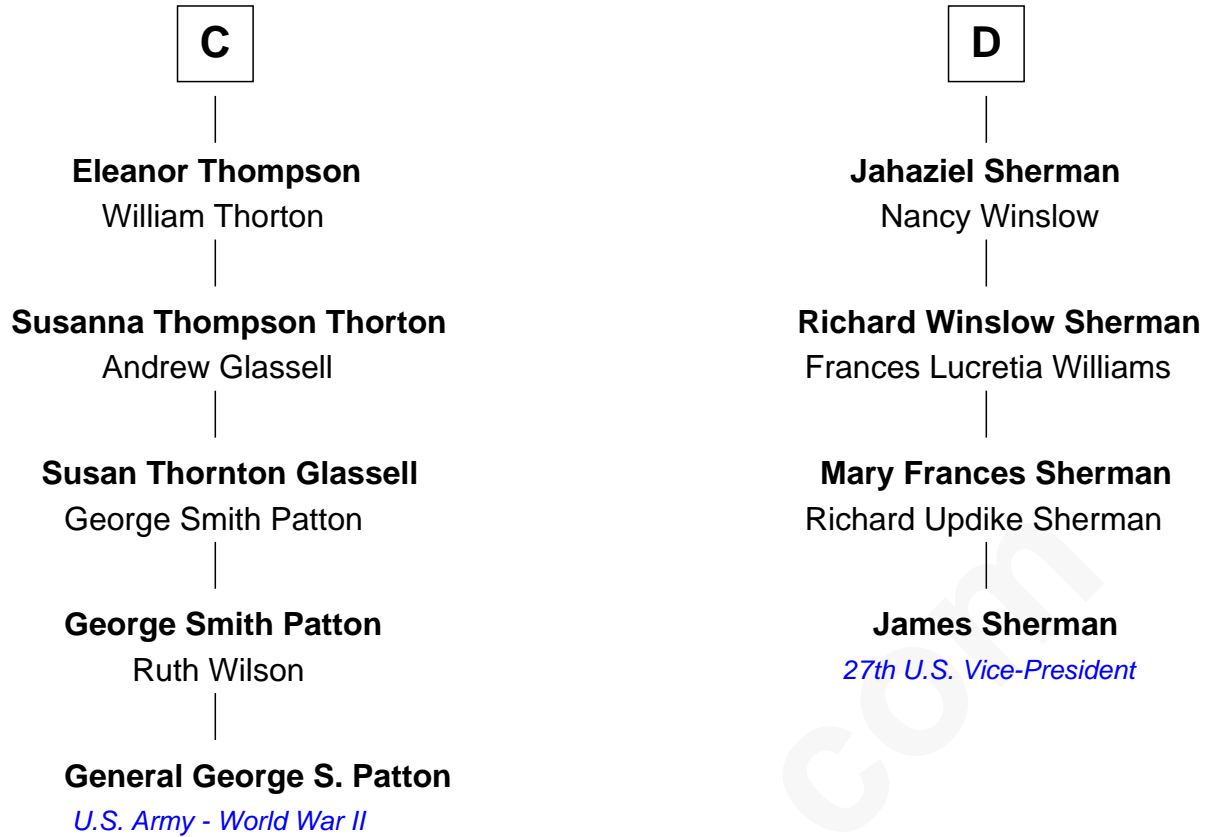 C
Eleanor Thompson
William Thorton
Susanna Thompson Thorton
Andrew Glassell
Susan Thornton Glassell
George Smith Patton
George Smith Patton
Ruth Wilson
General George S. Patton
U.S. Army - World War II
D
Jahaziel Sherman
Nancy Winslow
Richard Winslow Sherman
Frances Lucretia Williams
Mary Frances Sherman
Richard Updike Sherman
James Sherman
27th U.S. Vice-President
com